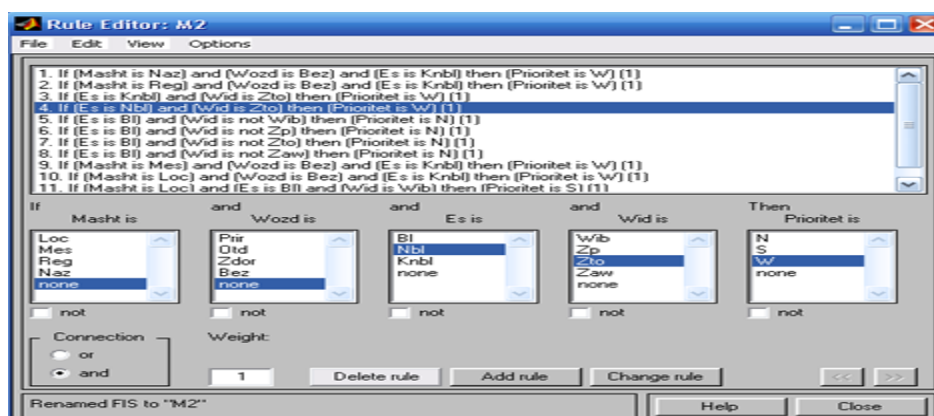 Rule Editor: M2
File Edit View Options
1. If (Masht is Naz) and (Wozd is Bez) and (Es is Knbl) then (Prioritet is W) (1)
2. If (Masht is Reg) and (Wozd is Bez) and (Es is Knbl) then (Prioritet is W) (1)
3. If (Es is Knbl) and (Wid is Zto) then (Prioritet is W) (1)
4. If (Es is Nbl) and (Wid is Zto) then (Prioritet is W) (1)
5. If (Es is Bl) and (Wid is not Wib) then (Prioritet is N) (1)
6. If (Es is Bl) and (Wid is not Zp) then (Prioritet is N) (1)
7. If (Es is Bl) and (Wid is not Zto) then (Prioritet is N) (1)
8. If (Es is Bl) and (Wid is not Zaw) then (Prioritet is N) (1)
9. If (Masht is Mes) and (Wozd is Bez) and (Es is Knbl) then (Prioritet is W) (1)
10. If (Masht is Loc) and (Wozd is Bez) and (Es is Knbl) then (Prioritet is W) (1)
11. If (Masht is Loc) and (Es is Bl) and (Wid is Wib) then (Prioritet is S) (1)
If and and and Then
Masht is Wozd is Es is Wid is Prioritet is
Loc Prir Bl Wib N
Mes Otd Nbl Zp S
Reg Zdor Knbl Zto W
Naz Bez none Zaw none
none none none
not not not not not
Connection Weight:
or
and 1 Delete rule Add rule Change rule << >>
Renamed FIS to "M2" Help Close